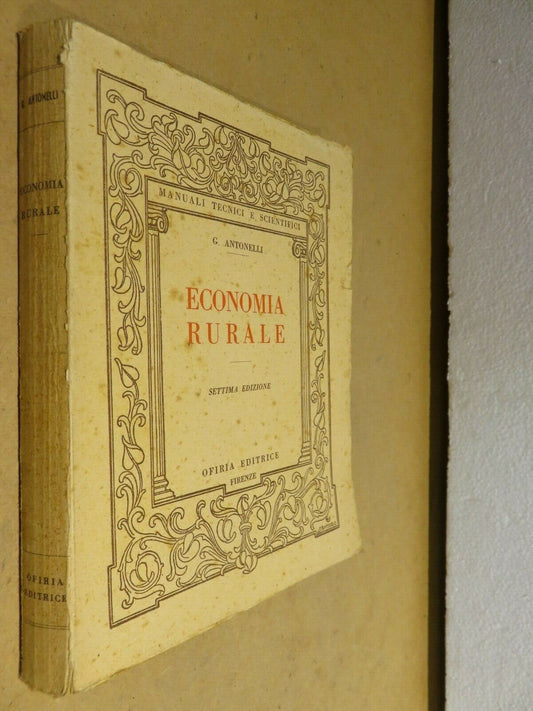 G. ANTONELLI
ECONOMIA
RURALE
OFIRIA
EDITRICE
MANUALI TECNICI E SCIENTIFICI
G. ANTONELLI
ECONOMIA
RURALE
SETTIMA EDIZIONE
OFIRIA EDITRICE
FIRENZE